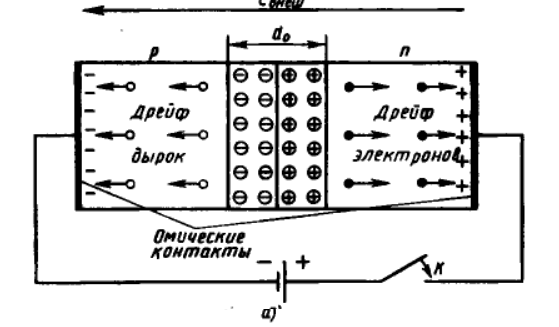 Eвнеш
d₀
p
n
Дрейф
дырок
Дрейф
электронов
Омические
контакты
− +
К
а)